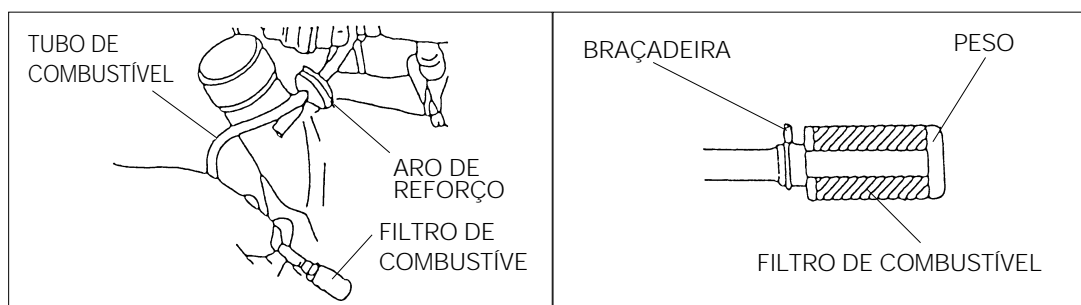 TUBO DE
COMBUSTÍVEL
ARO DE
REFORÇO
FILTRO DE
COMBUSTÍVE
BRAÇADEIRA
PESO
FILTRO DE COMBUSTÍVEL